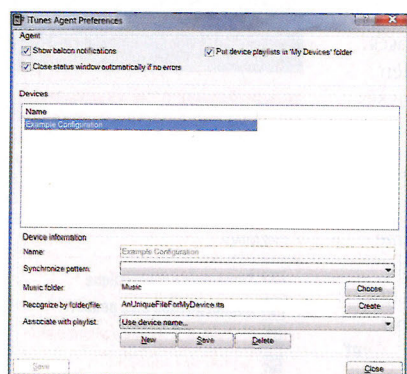 iTunes Agent Preferences
Agent
Show baloon notifications
Put device playlists in 'My Devices' folder
Close status window automatically if no errors
Devices
Name
Example Configuration
Device information
Name: Example Configuration
Synchronize pattern:
Music folder Music Choose
Recognize by folder/file: AnUniqueFileForMyDevice.ita Create
Associate with playlist: Use device name...
New Save Delete
Save Close